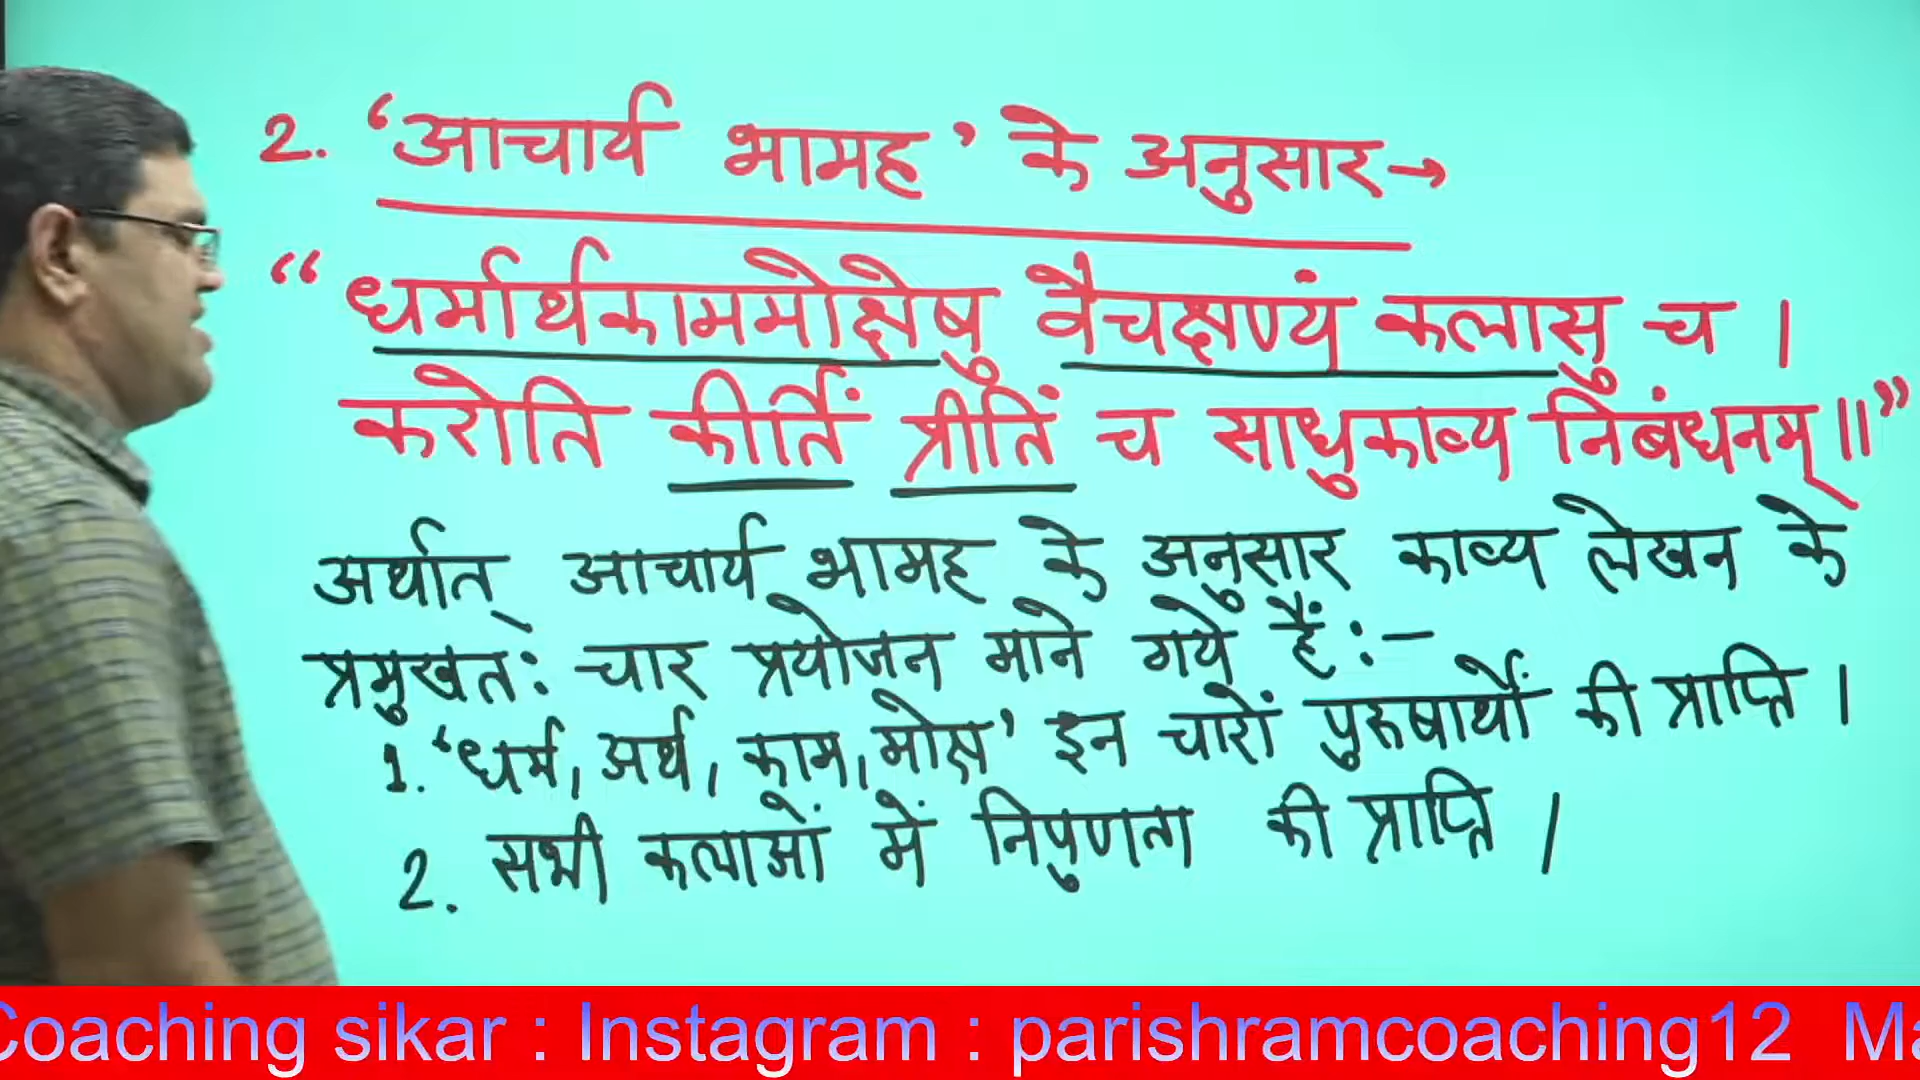 2. ‘आचार्य भामह’ के अनुसार→
“धर्मार्थकाममोक्षेषु वैचक्षण्यं कलासु च ।
करोति कीर्तिं प्रीतिं च साधुकाव्य निबंधनम् ॥”
अर्थात् आचार्य भामह के अनुसार काव्य लेखन के
प्रमुखत: चार प्रयोजन माने गये हैं:-
1. ‘धर्म, अर्थ, काम, मोक्ष’ इन चारों पुरुषार्थों की प्राप्ति ।
2. सभी कलाओं में निपुणता की प्राप्ति ।
Coaching sikar : Instagram : parishramcoaching12 Ma